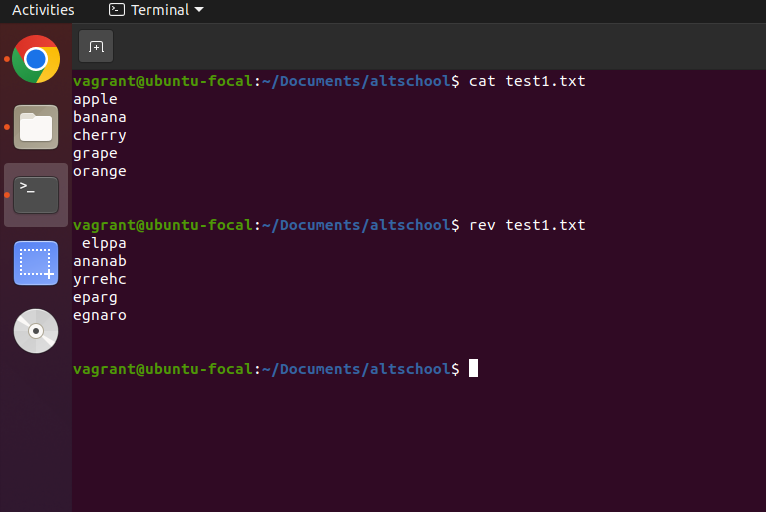 Activities Terminal
vagrant@ubuntu-focal:~/Documents/altschool$ cat test1.txt
apple
banana
cherry
grape
orange
vagrant@ubuntu-focal:~/Documents/altschool$ rev test1.txt
 elppa
ananab
yrrehc
eparg
egnaro
vagrant@ubuntu-focal:~/Documents/altschool$